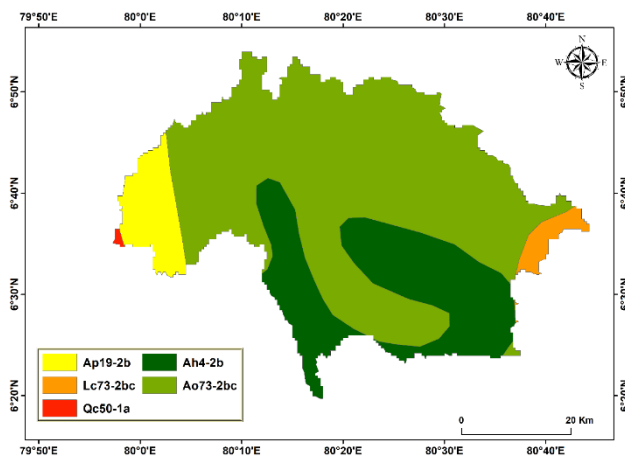 79°50'E 80°0'E 80°10'E 80°20'E 80°30'E 80°40'E
N
W E
S
6°50'N 6°50'N
6°40'N 6°40'N
6°30'N 6°30'N
6°20'N 6°20'N
Ap19-2b Ah4-2b
Lc73-2bc Ao73-2bc
Qc50-1a
0 20 Km
79°50'E 80°0'E 80°10'E 80°20'E 80°30'E 80°40'E